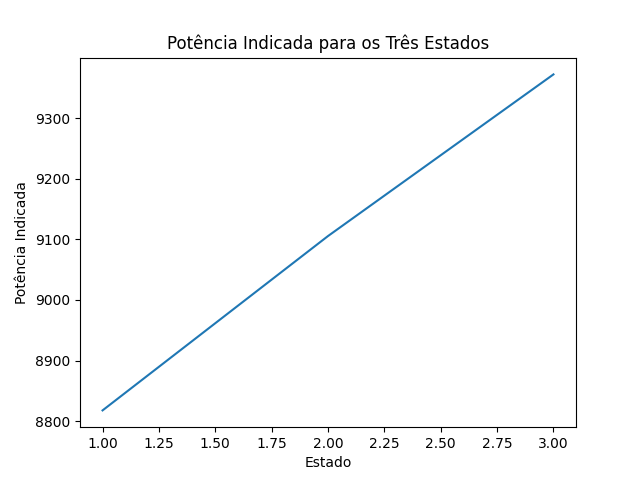 Potência Indicada para os Três Estados
Potência Indicada
9300
9200
9100
9000
8900
8800
1.00 1.25 1.50 1.75 2.00 2.25 2.50 2.75 3.00
Estado